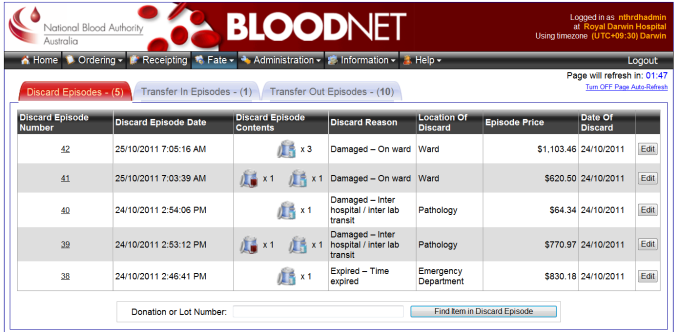 National Blood Authority
Australia
BLOODNET
Logged in as nthrdhadmin
at Royal Darwin Hospital
Using timezone (UTC+09:30) Darwin
Home Ordering Receipting Fate Administration Information Help Logout
Page will refresh in: 01:47
Turn OFF Page Auto-Refresh
Discard Episodes - (5) Transfer In Episodes - (1) Transfer Out Episodes - (10)
Discard Episode Number Discard Episode Date Discard Episode Contents Discard Reason Location Of Discard Episode Price Date Of Discard
42 25/10/2011 7:05:16 AM x 3 Damaged – On ward Ward $1,103.46 24/10/2011 Edit
41 25/10/2011 7:03:39 AM x 1 x 1 Damaged – On ward Ward $620.50 24/10/2011 Edit
40 24/10/2011 2:54:06 PM x 1 Damaged – Inter hospital / inter lab transit Pathology $64.34 24/10/2011 Edit
39 24/10/2011 2:53:12 PM x 1 x 1 Damaged – Inter hospital / inter lab transit Pathology $770.97 24/10/2011 Edit
38 24/10/2011 2:46:41 PM x 1 Expired – Time expired Emergency Department $830.18 24/10/2011 Edit
Donation or Lot Number: Find Item in Discard Episode